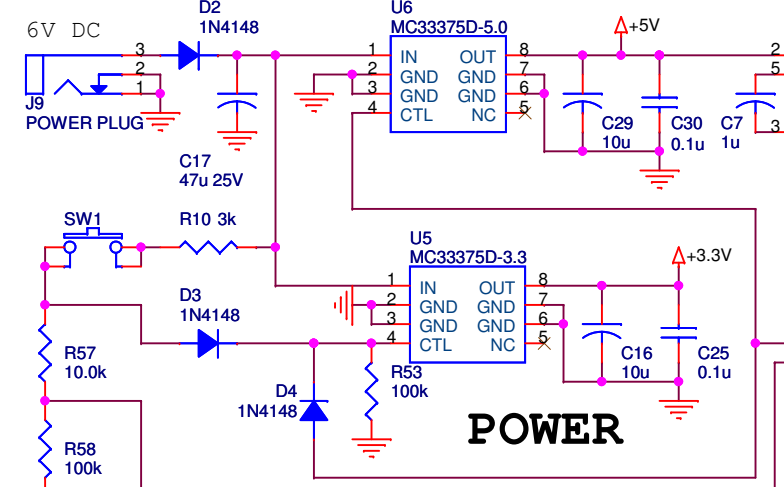 6V DC
D2
1N4148
U6
MC33375D-5.0
+5V
3
2
1
J9
POWER PLUG
1 IN OUT 8
2 GND GND 7
3 GND GND 6
4 CTL NC 5
2
5
3
C29
10u
C30
0.1u
C7
1u
C17
47u 25V
SW1
R10 3k
U5
MC33375D-3.3
+3.3V
1 IN OUT 8
2 GND GND 7
3 GND GND 6
4 CTL NC 5
D3
1N4148
R57
10.0k
R53
100k
C16
10u
C25
0.1u
D4
1N4148
R58
100k
POWER